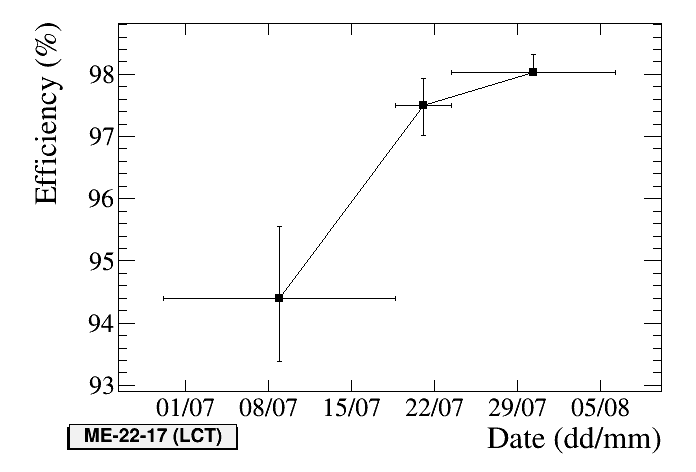 Efficiency (%)
98
97
96
95
94
93
01/07 08/07 15/07 22/07 29/07 05/08
ME-22-17 (LCT)
Date (dd/mm)